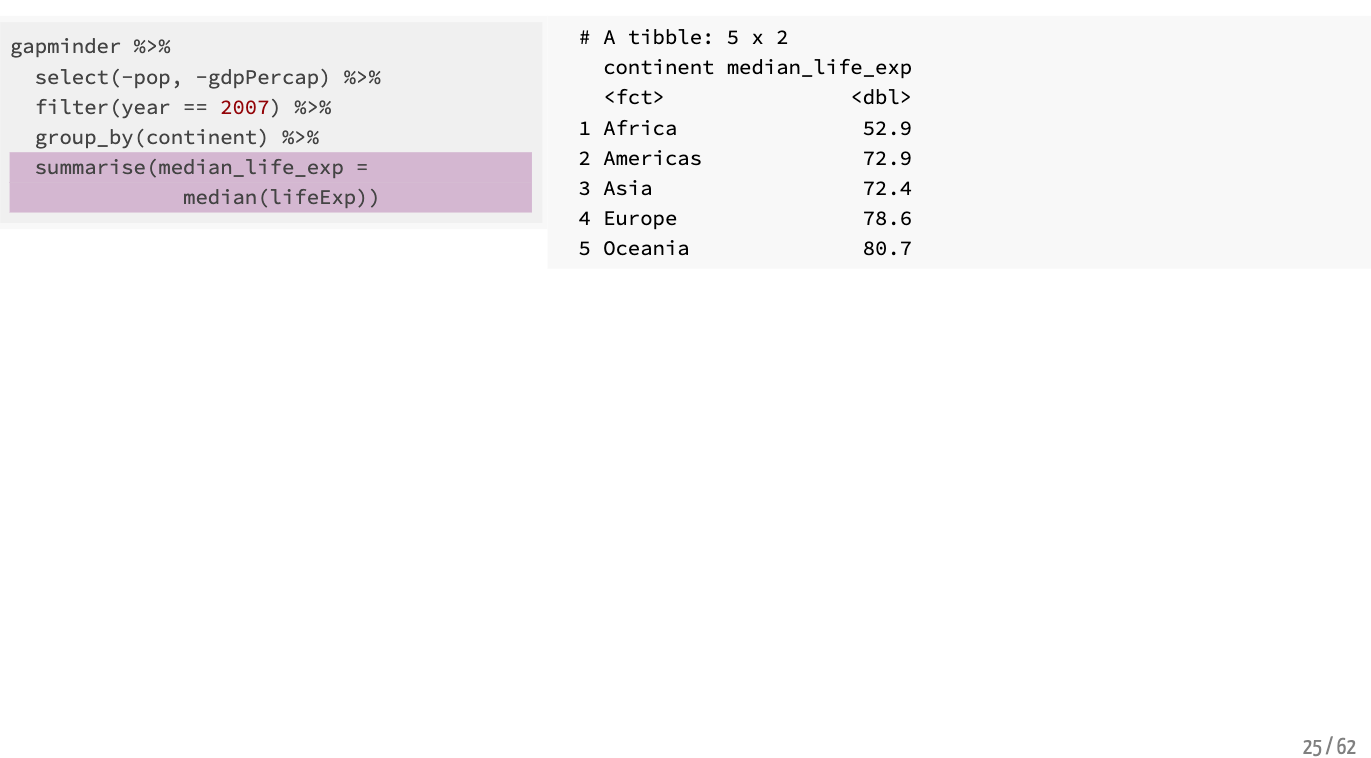 gapminder %>%
  select(-pop, -gdpPercap) %>%
  filter(year == 2007) %>%
  group_by(continent) %>%
  summarise(median_life_exp =
              median(lifeExp))
# A tibble: 5 x 2
  continent median_life_exp
  <fct>               <dbl>
1 Africa               52.9
2 Americas             72.9
3 Asia                 72.4
4 Europe               78.6
5 Oceania              80.7
25 / 62